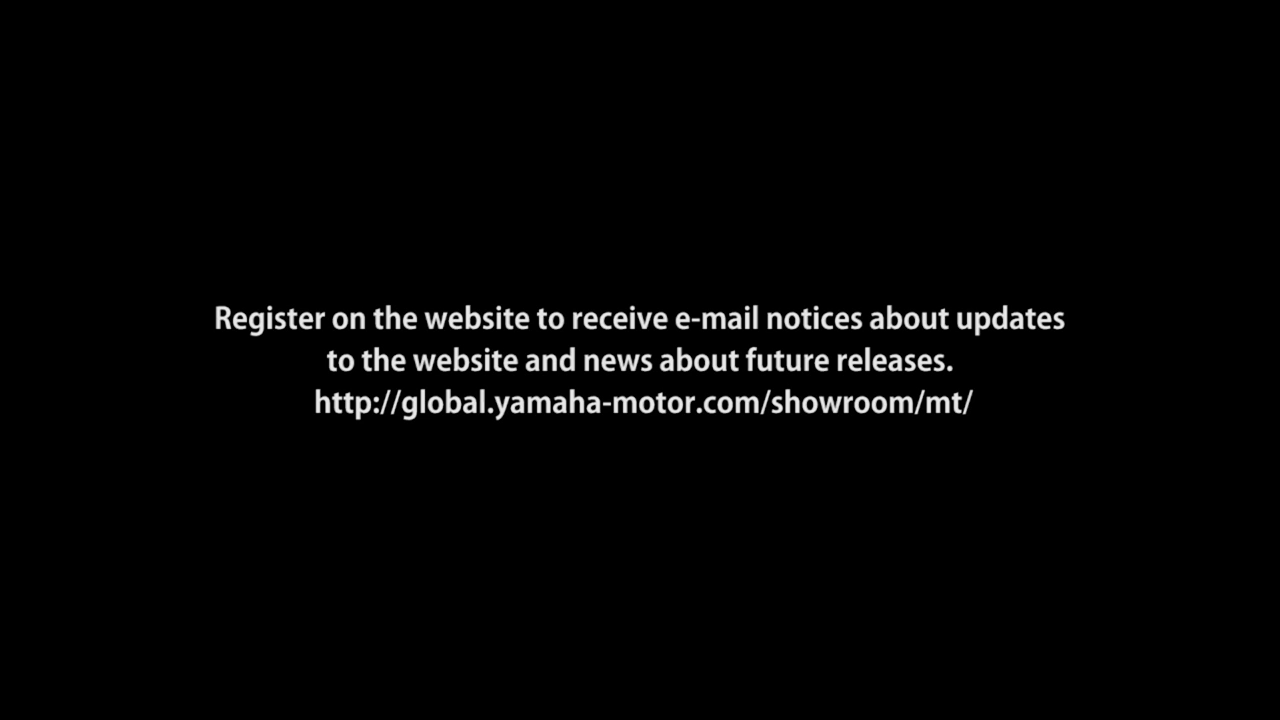 Register on the website to receive e-mail notices about updates
to the website and news about future releases.
http://global.yamaha-motor.com/showroom/mt/